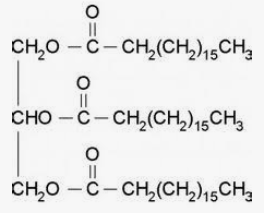 O
CH₂O — C — CH₂(CH₂)₁₅CH₃
O
CHO — C — CH₂(CH₂)₁₅CH₃
O
CH₂O — C — CH₂(CH₂)₁₅CH₃